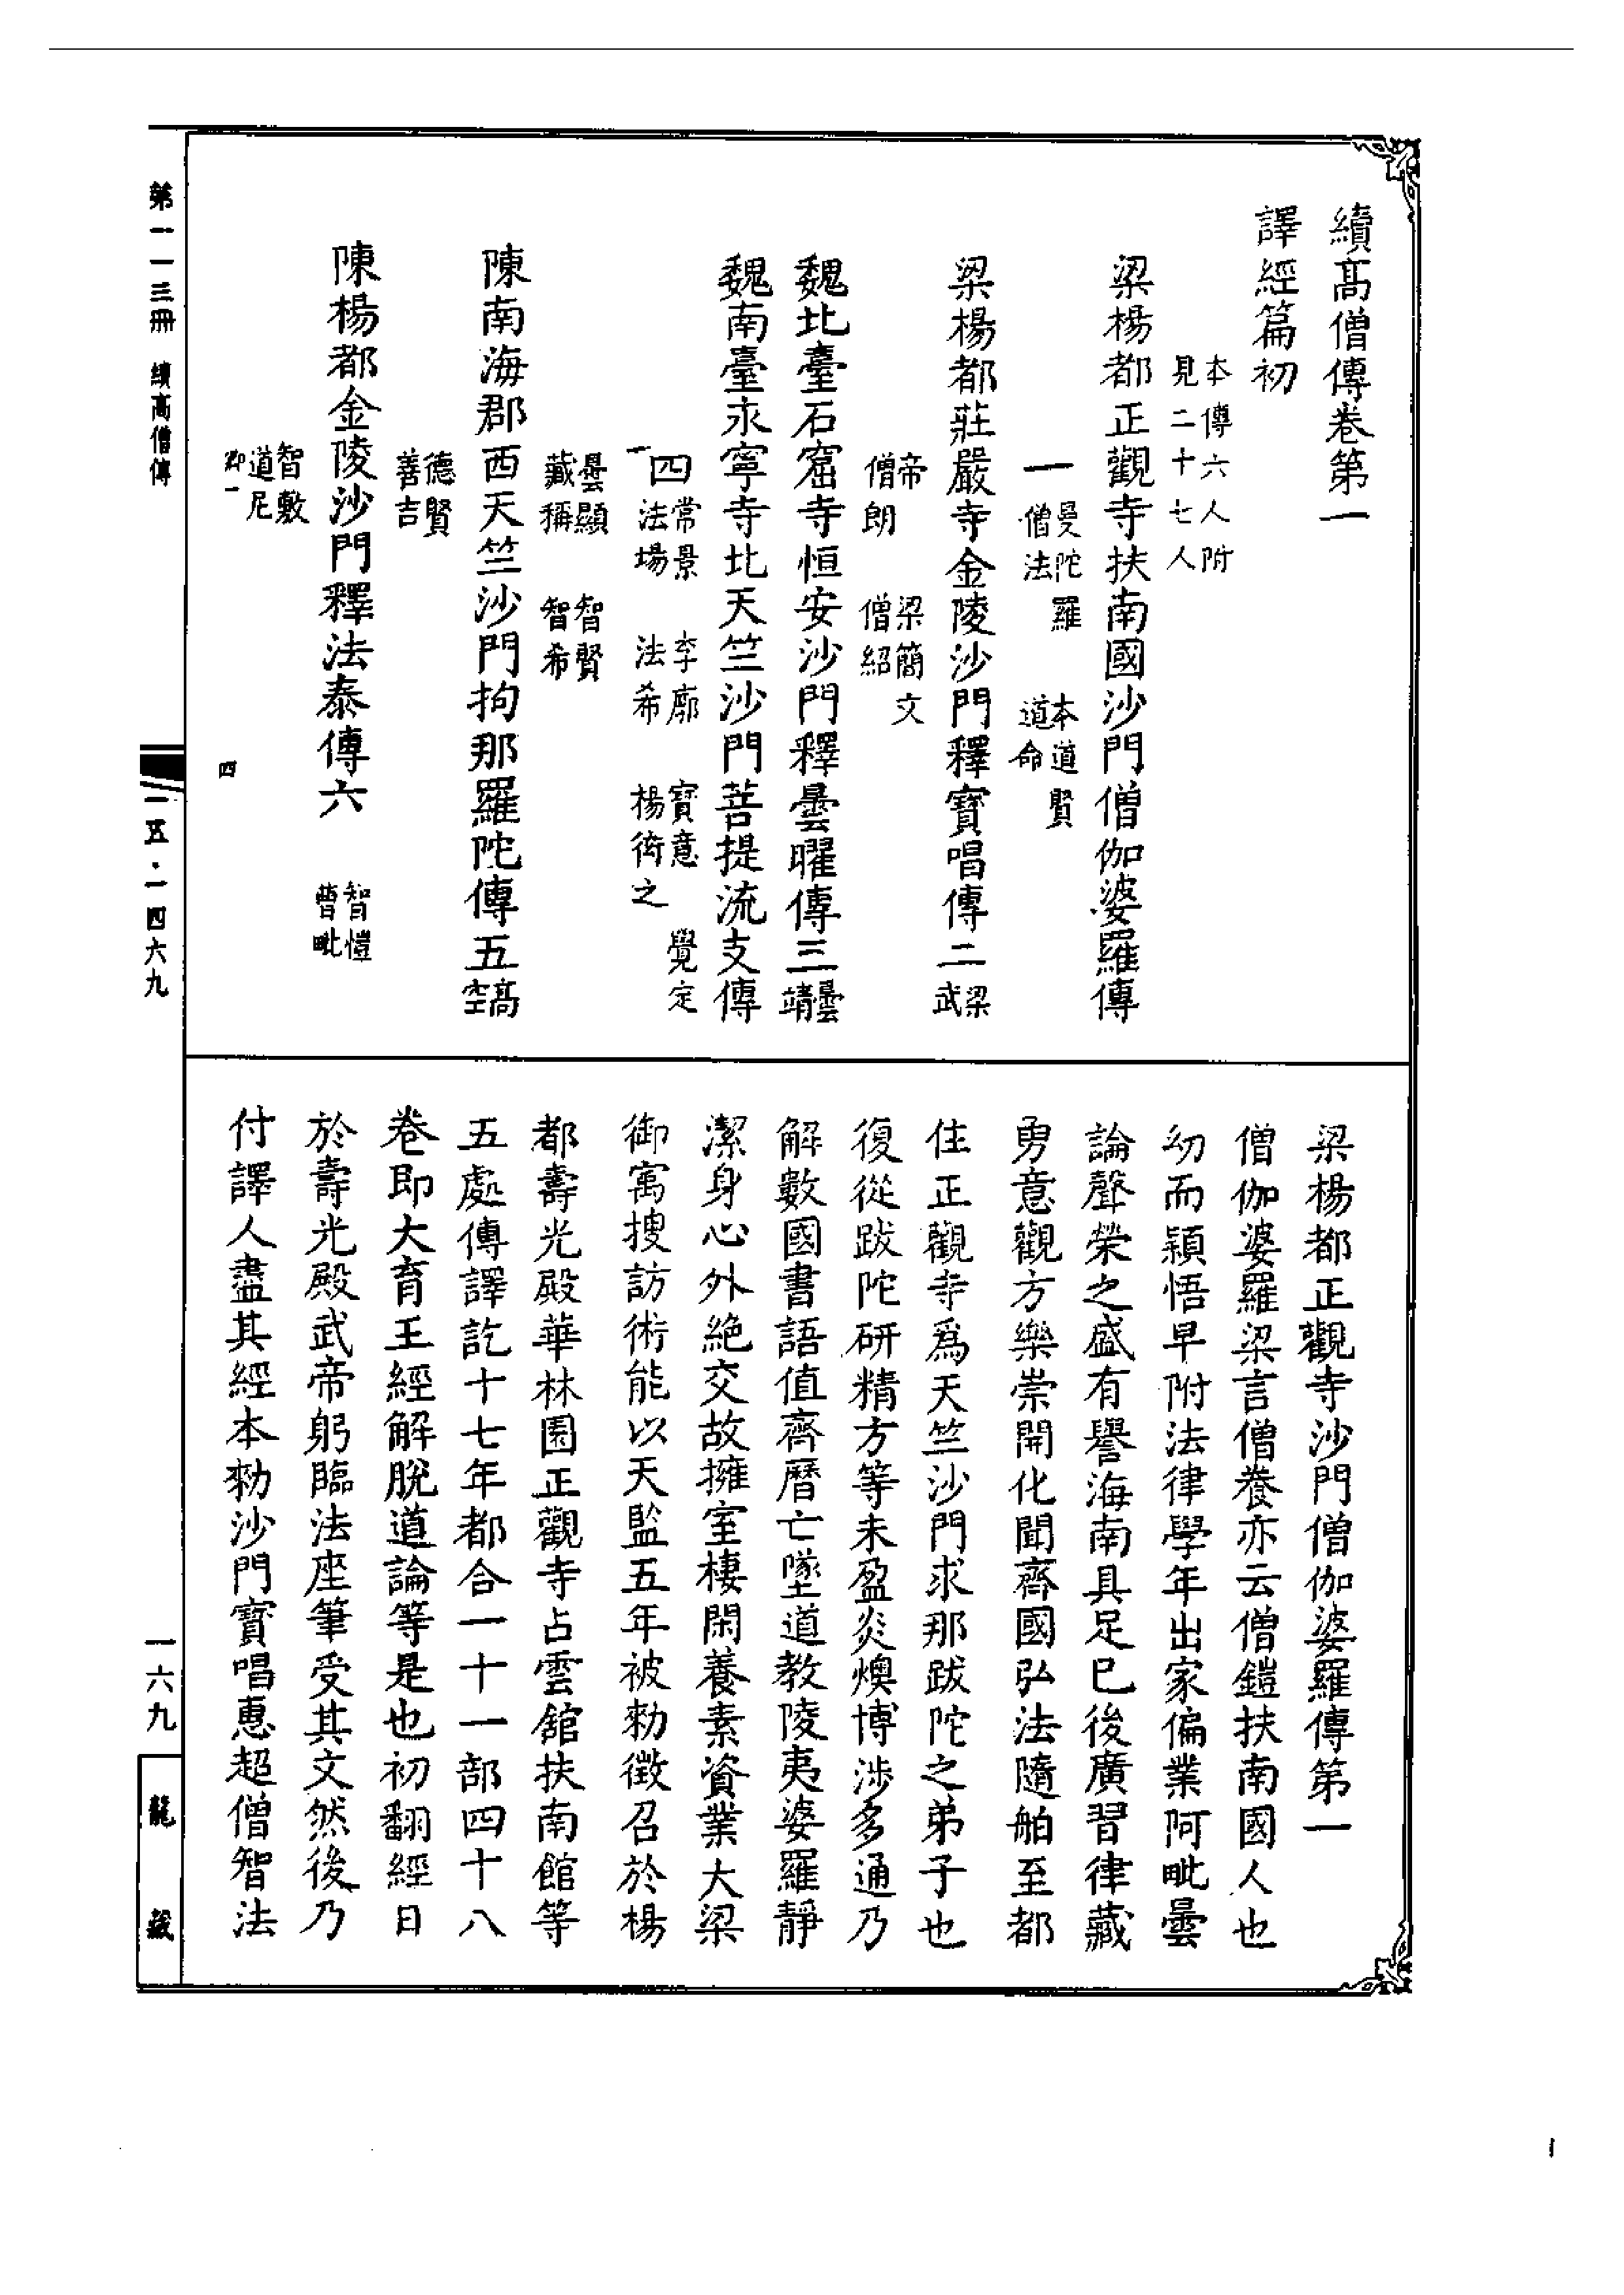 續高僧傳卷第一
譯經篇初
本傳六人附
見二十七人
梁楊都正觀寺扶南國沙門僧伽婆羅傳
一 曼陀羅 本道賢
僧法 道命
梁楊都莊嚴寺金陵沙門釋寶唱傳二 梁
武
帝 梁簡文
僧朗 僧紹
魏北臺石窟寺恒安沙門釋曇曜傳三 曇
靖
魏南臺永寧寺北天竺沙門菩提流支傳
四 常景 李廓 寶意 覺定
法場 法希 楊衒之
曇顯 智賢
藏稱 智希
陳南海郡西天竺沙門拘那羅陀傳五 高
空
德賢
善吉
陳楊都金陵沙門釋法泰傳六 智愷
曹毗
智敷
道尼
卿一 四
梁楊都正觀寺沙門僧伽婆羅傳第一
僧伽婆羅梁言僧養亦云僧鎧扶南國人也
幼而穎悟早附法律學年出家偏業阿毗曇
論聲榮之盛有譽海南具足已後廣習律藏
勇意觀方樂崇開化聞齊國弘法隨舶至都
住正觀寺爲天竺沙門求那跋陀之弟子也
復從跋陀研精方等未盈炎燠博涉多通乃
解數國書語值齊曆亡墜道教陵夷婆羅靜
潔身心外絶交故擁室棲閑養素資業大梁
御寓搜訪術能以天監五年被勑徵召於楊
都壽光殿華林園正觀寺占雲館扶南館等
五處傳譯訖十七年都合一十一部四十八
卷即大育王經解脫道論等是也初翻經日
於壽光殿武帝躬臨法座筆受其文然後乃
付譯人盡其經本勑沙門寶唱惠超僧智法
第一一三冊 續高僧傳
一五·一四六九
一六九
龍藏